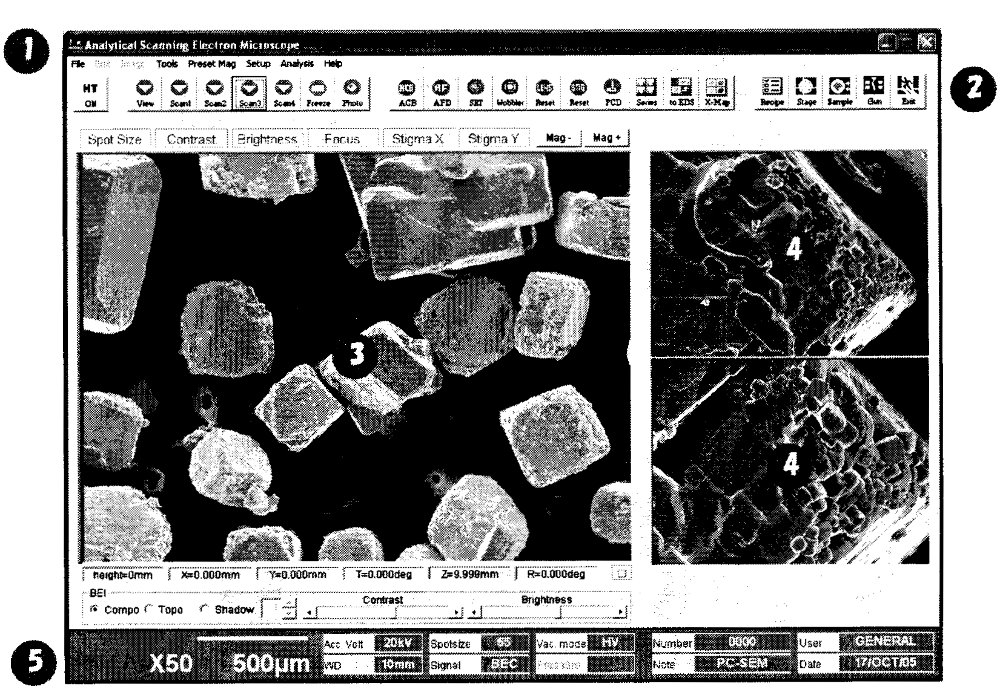 1
Analytical Scanning Electron Microscope
File Edit Image Tools Preset Mag Setup Analysis Help
2
HT ON View Scan1 Scan2 Scan3 Scan4 Freeze Photo ACB AFD SRT Wobbler Reset Reset PCD Series to EDS X-Map Recipe Stage Sample Gun Exit
Spot Size Contrast Brightness Focus Stigma X Stigma Y Mag - Mag +
4
3
4
height=0mm X=0.000mm Y=0.000mm T=0.000deg Z=9.998mm R=0.000deg
BEI
Contrast Brightness
Compo Topo Shadow
5
X50 500µm
Acc. Volt 20kV Spotsize 55 Vac. mode HV Number 0000 User GENERAL
WD 10mm Signal BEC Pressure Note PC-SEM Date 17/OCT/05